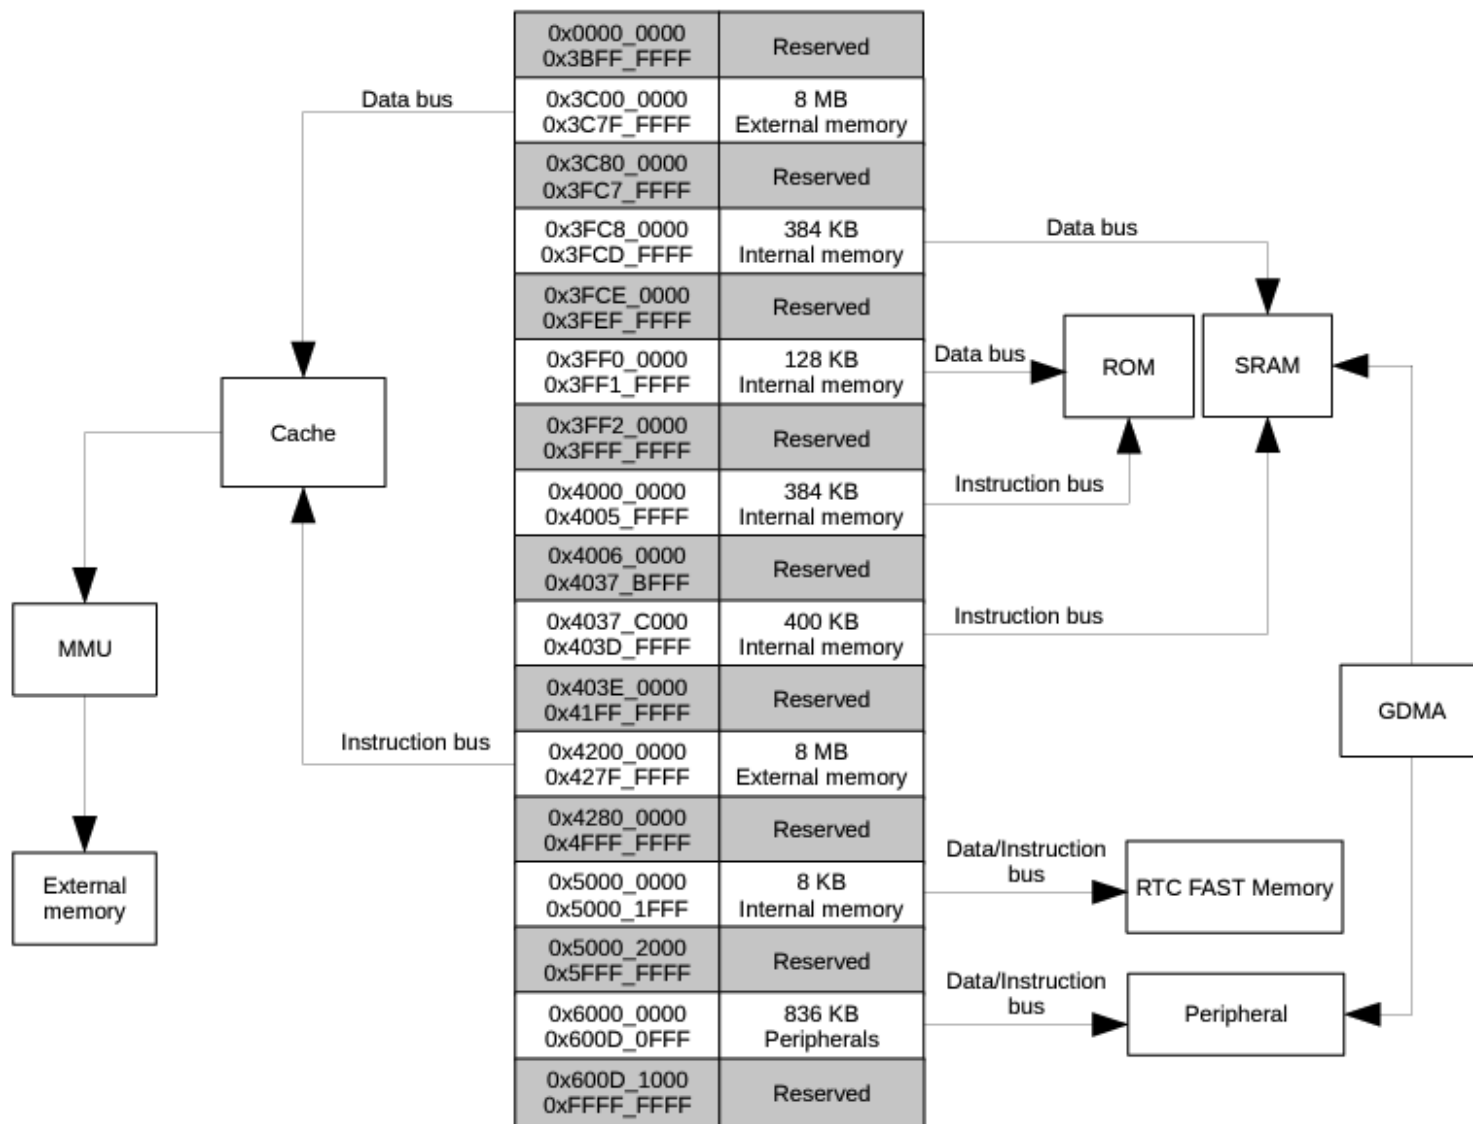 0x0000_0000
0x3BFF_FFFF
Reserved
Data bus
0x3C00_0000
0x3C7F_FFFF
8 MB
External memory
0x3C80_0000
0x3FC7_FFFF
Reserved
0x3FC8_0000
0x3FCD_FFFF
384 KB
Internal memory
Data bus
0x3FCE_0000
0x3FEF_FFFF
Reserved
0x3FF0_0000
0x3FF1_FFFF
128 KB
Internal memory
Data bus
ROM
SRAM
Cache
0x3FF2_0000
0x3FFF_FFFF
Reserved
0x4000_0000
0x4005_FFFF
384 KB
Internal memory
Instruction bus
0x4006_0000
0x4037_BFFF
Reserved
MMU
0x4037_C000
0x403D_FFFF
400 KB
Internal memory
Instruction bus
0x403E_0000
0x41FF_FFFF
Reserved
GDMA
Instruction bus
0x4200_0000
0x427F_FFFF
8 MB
External memory
0x4280_0000
0x4FFF_FFFF
Reserved
External
memory
0x5000_0000
0x5000_1FFF
8 KB
Internal memory
Data/Instruction
bus
RTC FAST Memory
0x5000_2000
0x5FFF_FFFF
Reserved
0x6000_0000
0x600D_0FFF
836 KB
Peripherals
Data/Instruction
bus
Peripheral
0x600D_1000
0xFFFF_FFFF
Reserved